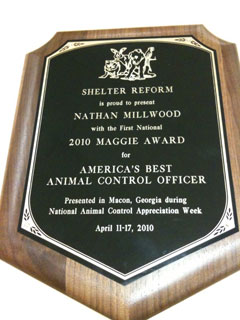 SHELTER REFORM
is proud to present
NATHAN MILLWOOD
with the First National
2010 MAGGIE AWARD
for
AMERICA'S BEST
ANIMAL CONTROL OFFICER
Presented in Macon, Georgia during
National Animal Control Appreciation Week
April 11-17, 2010